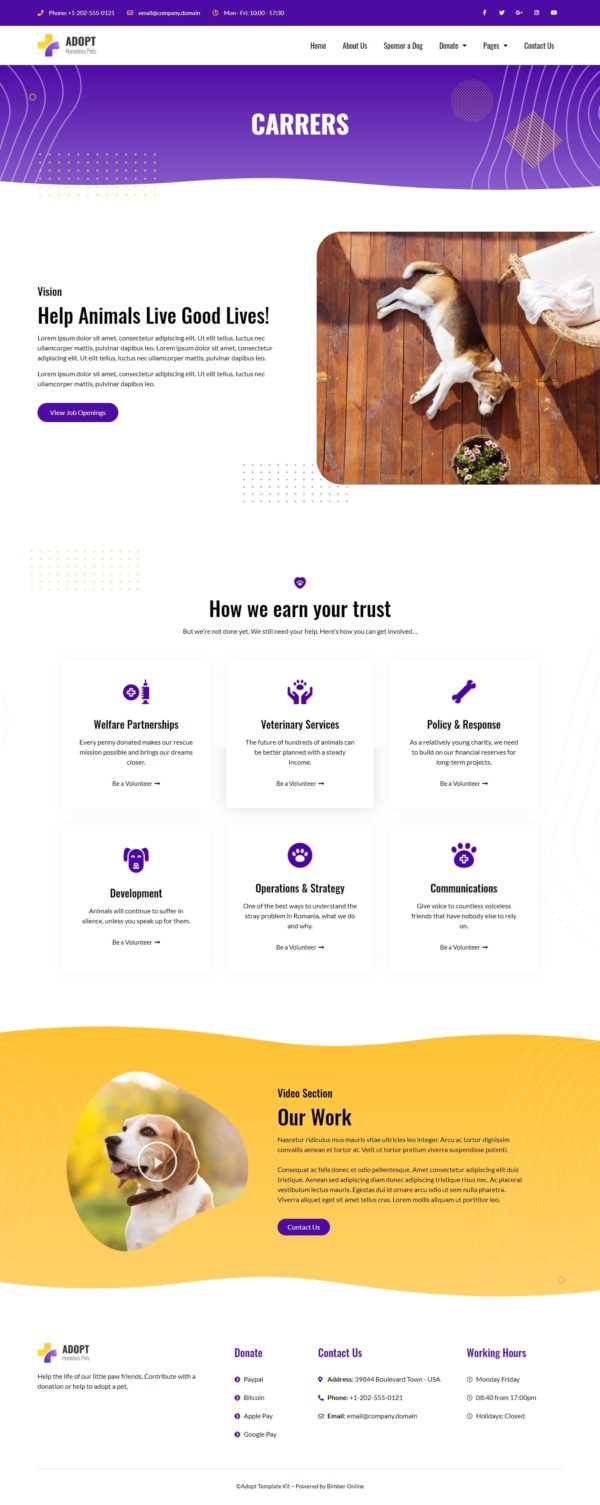 Phone: +1-202-555-0121 email@company.domain Mon - Fri: 10:00 - 17:30
ADOPT
Homeless Pets
Home About Us Sponsor a Dog Donate Pages Contact Us
CARRERS
Vision
Help Animals Live Good Lives!
Lorem ipsum dolor sit amet, consectetur adipiscing elit. Ut elit tellus, luctus nec
ullamcorper mattis, pulvinar dapibus leo. Lorem ipsum dolor sit amet, consectetur
adipiscing elit. Ut elit tellus, luctus nec ullamcorper mattis, pulvinar dapibus leo.
Lorem ipsum dolor sit amet, consectetur adipiscing elit. Ut elit tellus, luctus nec
ullamcorper mattis, pulvinar dapibus leo.
View Job Openings
How we earn your trust
But we're not done yet. We still need your help. Here's how you can get involved...
Welfare Partnerships
Every penny donated makes our rescue
mission possible and brings our dreams
closer.
Be a Volunteer
Veterinary Services
The future of hundreds of animals can
be better planned with a steady
income.
Be a Volunteer
Policy & Response
As a relatively young charity, we need
to build on our financial reserves for
long-term projects.
Be a Volunteer
Development
Animals will continue to suffer in
silence, unless you speak up for them.
Be a Volunteer
Operations & Strategy
One of the best ways to understand the
stray problem in Romania, what we do
and why.
Be a Volunteer
Communications
Give voice to countless voiceless
friends that have nobody else to rely
on.
Be a Volunteer
Video Section
Our Work
Nascetur ridiculus mus mauris vitae ultricies leo integer. Arcu ac tortor dignissim
convallis aenean et tortor at. Velit ut tortor pretium viverra suspendisse potenti.
Consequat ac felis donec et odio pellentesque. Amet consectetur adipiscing elit duis
tristique. Aenean sed adipiscing diam donec adipiscing tristique risus nec. Ac placerat
vestibulum lectus mauris. Egestas dui id ornare arcu odio ut sem nulla pharetra.
Viverra aliquet eget sit amet tellus cras. Lorem mollis aliquam ut porttitor leo.
Contact Us
ADOPT
Homeless Pets
Help the life of our little paw friends. Contribute with a
donation or help to adopt a pet.
Donate
Paypal
Bitcoin
Apple Pay
Google Pay
Contact Us
Address: 39844 Boulevard Town - USA
Phone: +1-202-555-0121
Email: email@company.domain
Working Hours
Monday Friday
08:40 from 17:00pm
Holidays: Closed
©Adopt Template Kit – Powered by Bimber Online